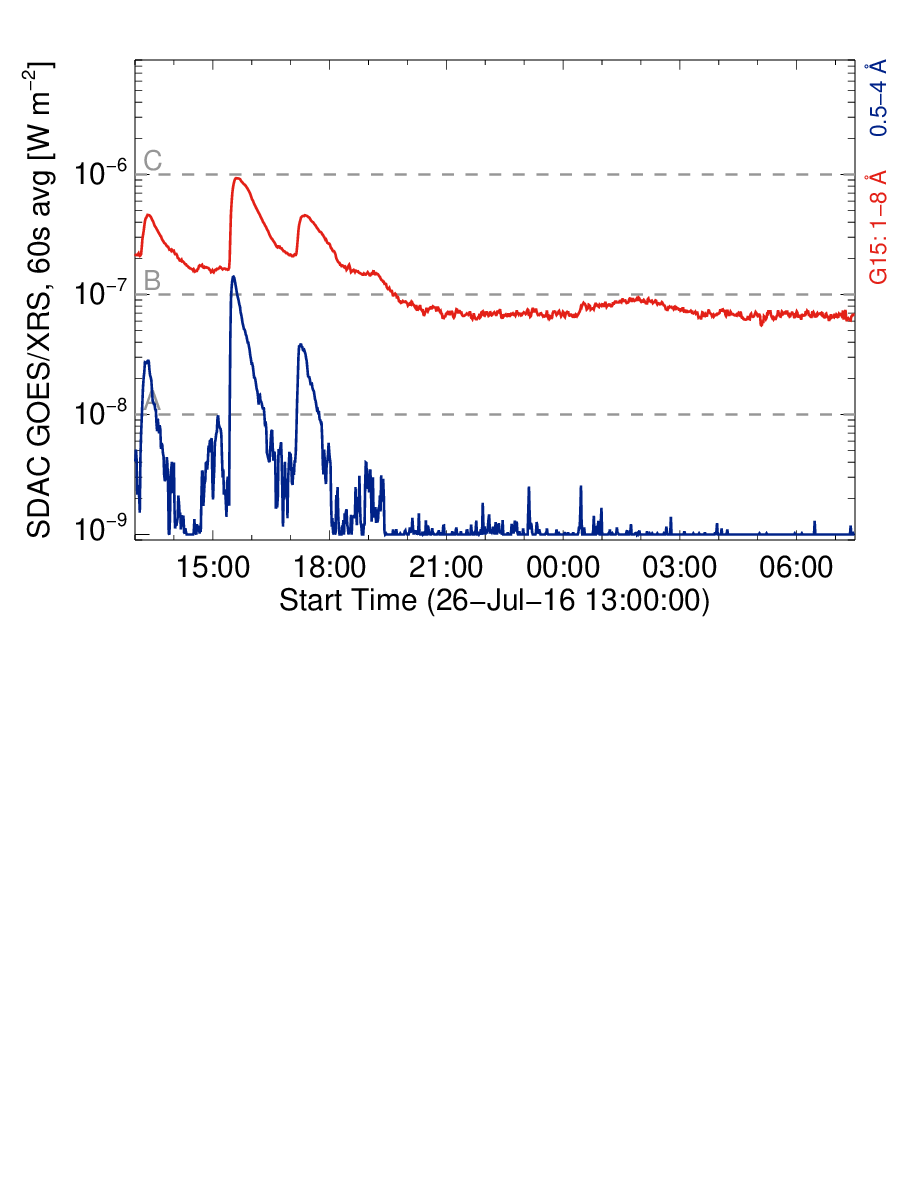 SDAC GOES/XRS, 60s avg [W m−2]
0.5−4 Å
G15: 1−8 Å
10−6
10−7
10−8
10−9
C
B
A
15:00 18:00 21:00 00:00 03:00 06:00
Start Time (26−Jul−16 13:00:00)